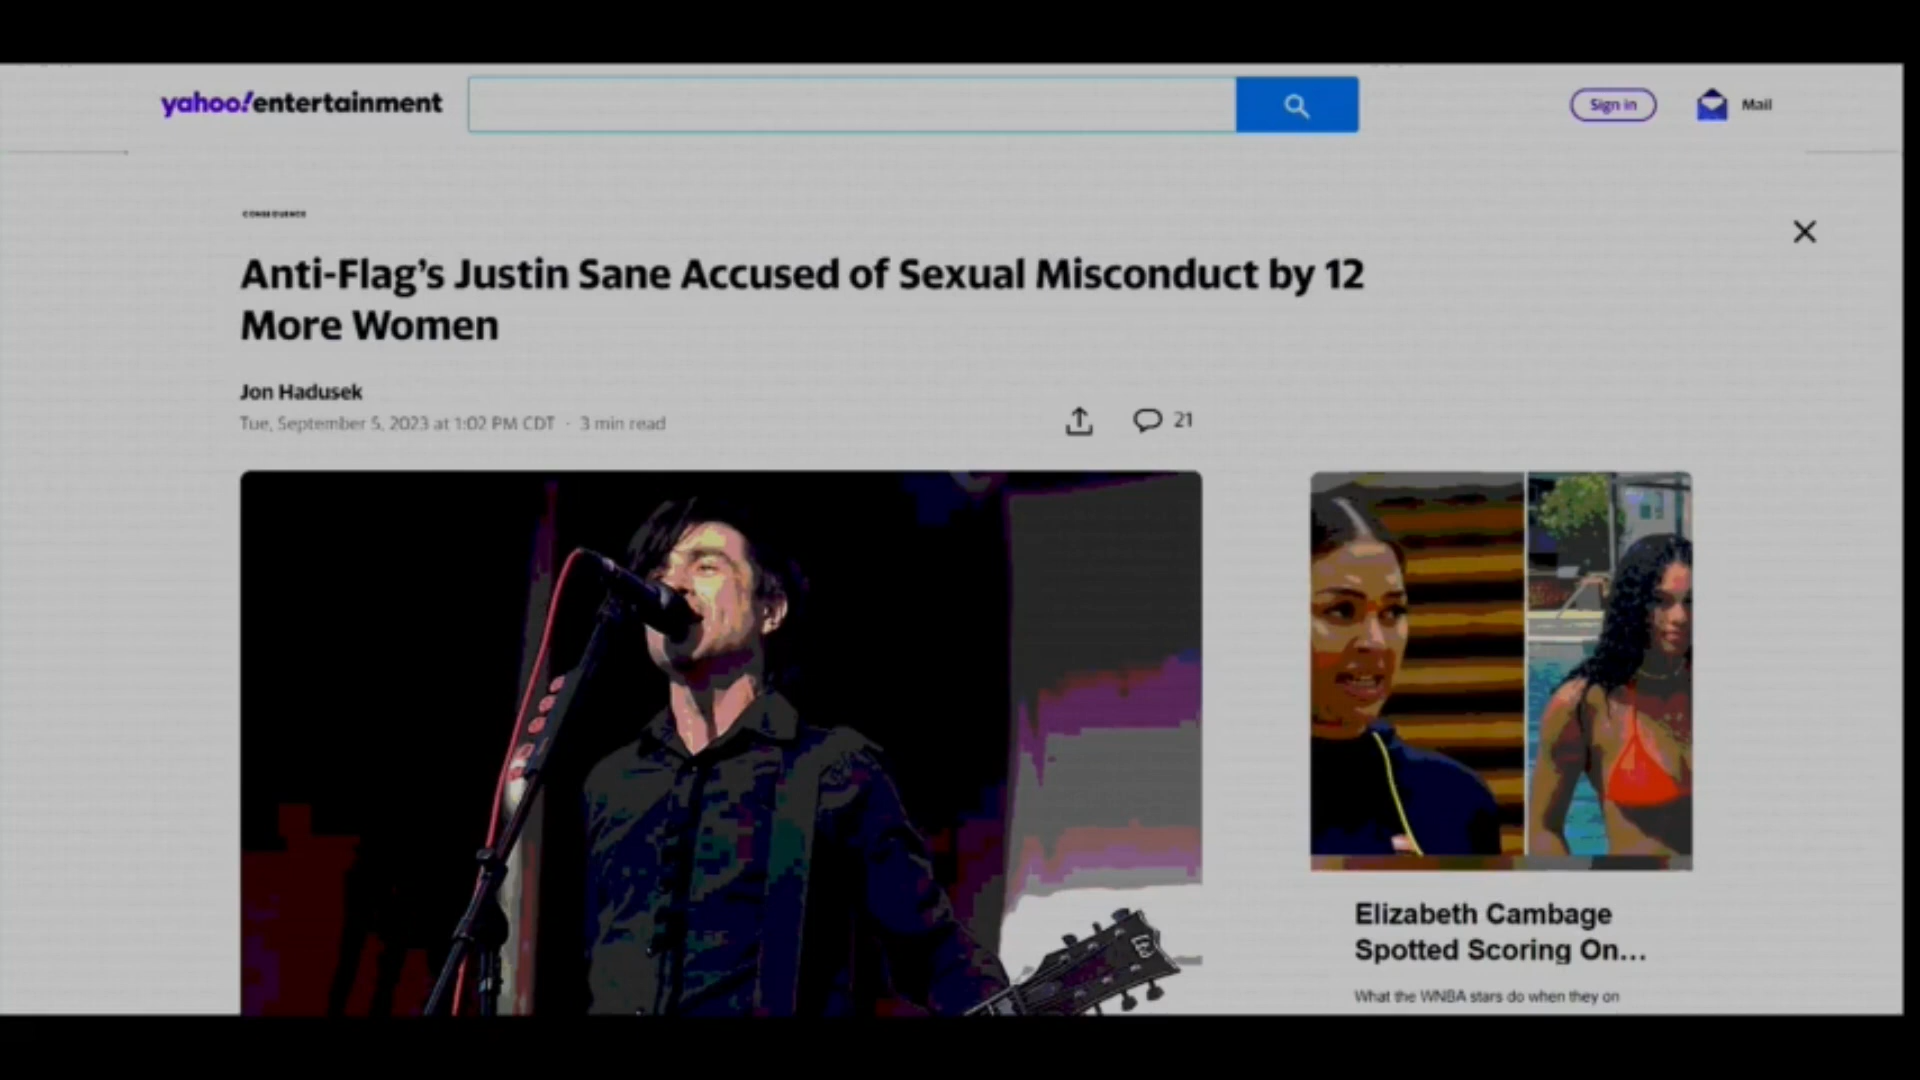 yahoo!entertainment
Sign in
Mail
CONSEQUENCE
Anti-Flag's Justin Sane Accused of Sexual Misconduct by 12
More Women
Jon Hadusek
Tue, September 5, 2023 at 1:02 PM CDT · 3 min read
21
Elizabeth Cambage
Spotted Scoring On...
What the WNBA stars do when they on